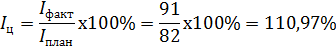 I_ц = I_факт / I_план х100% = 91 / 82 х100% = 110,97%